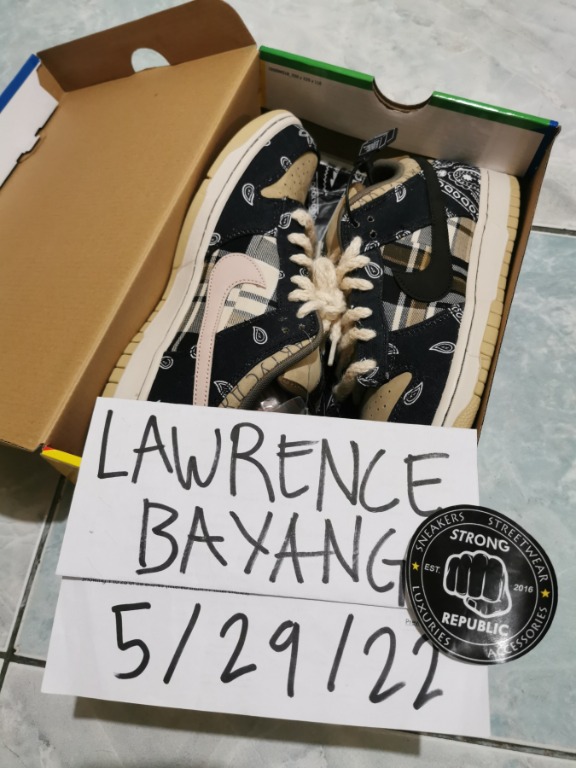 LAWRENCE
BAYANG
5/29/22
SNEAKERS STREETWEAR
STRONG
EST. 2016
REPUBLIC
LUXURIES ACCESSORIES